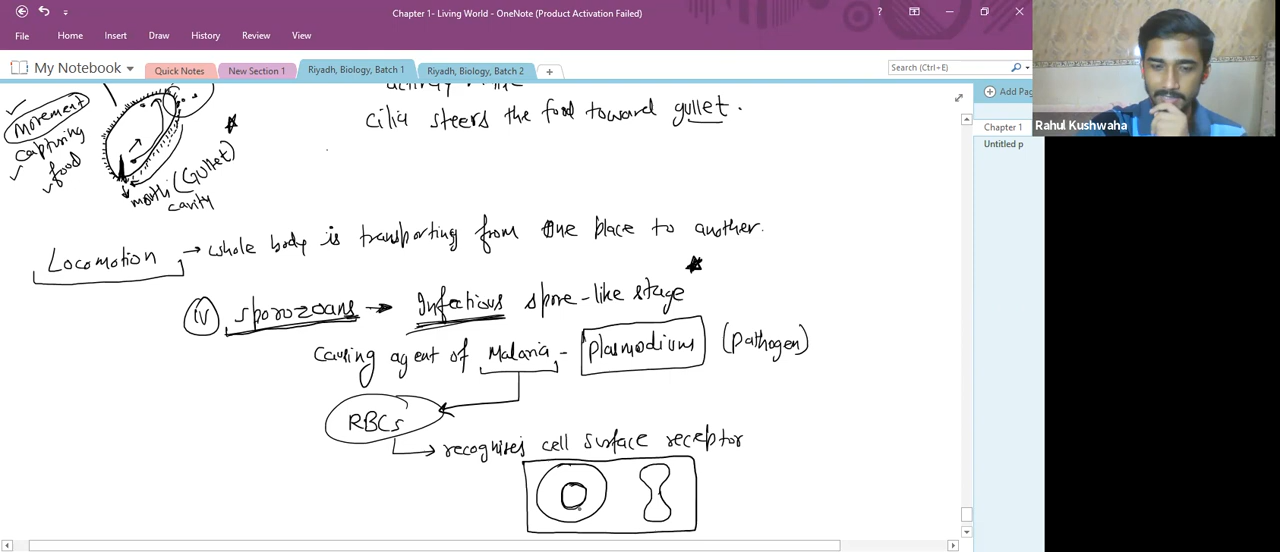 Chapter 1- Living World - OneNote (Product Activation Failed)
?
File Home Insert Draw History Review View
My Notebook
Quick Notes
New Section 1
Riyadh, Biology, Batch 1
Riyadh, Biology, Batch 2
+
Search (Ctrl+E)
Add Pag
Chapter 1
Untitled p
Rahul Kushwaha
cilia steers the food toward gullet.
Movement
capturing
food
mouth (Gullet)
cavity
Locomotion → whole body is transporting from one place to another.
(iv) sporozoans → Infectious spore-like stage
causing agent of Malaria - plasmodium (pathogen)
RBCs
→ recognises cell surface receptor